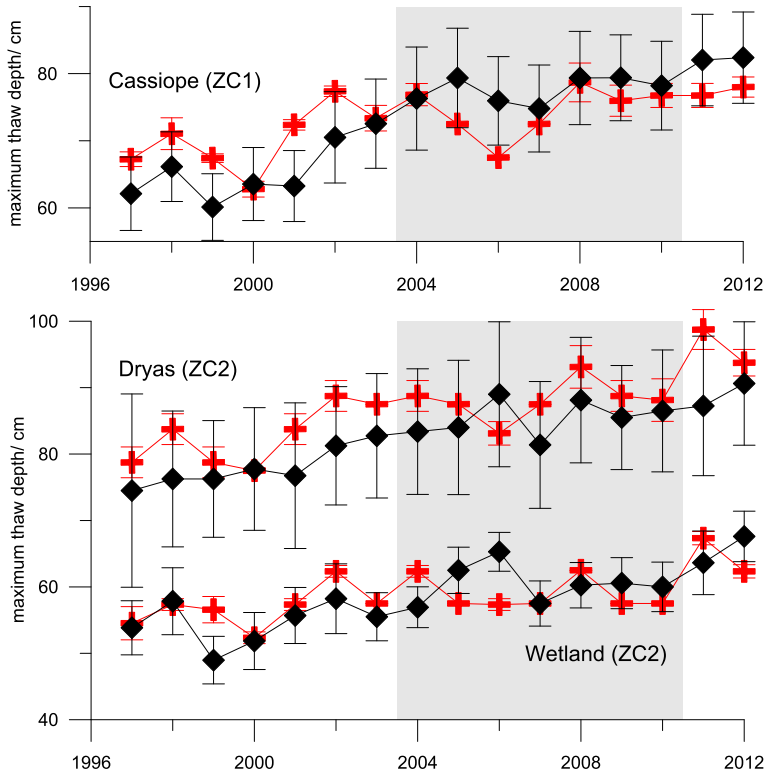 maximum thaw depth/ cm
80
60
Cassiope (ZC1)
1996 2000 2004 2008 2012
maximum thaw depth/ cm
100
80
60
40
Dryas (ZC2)
Wetland (ZC2)
1996 2000 2004 2008 2012